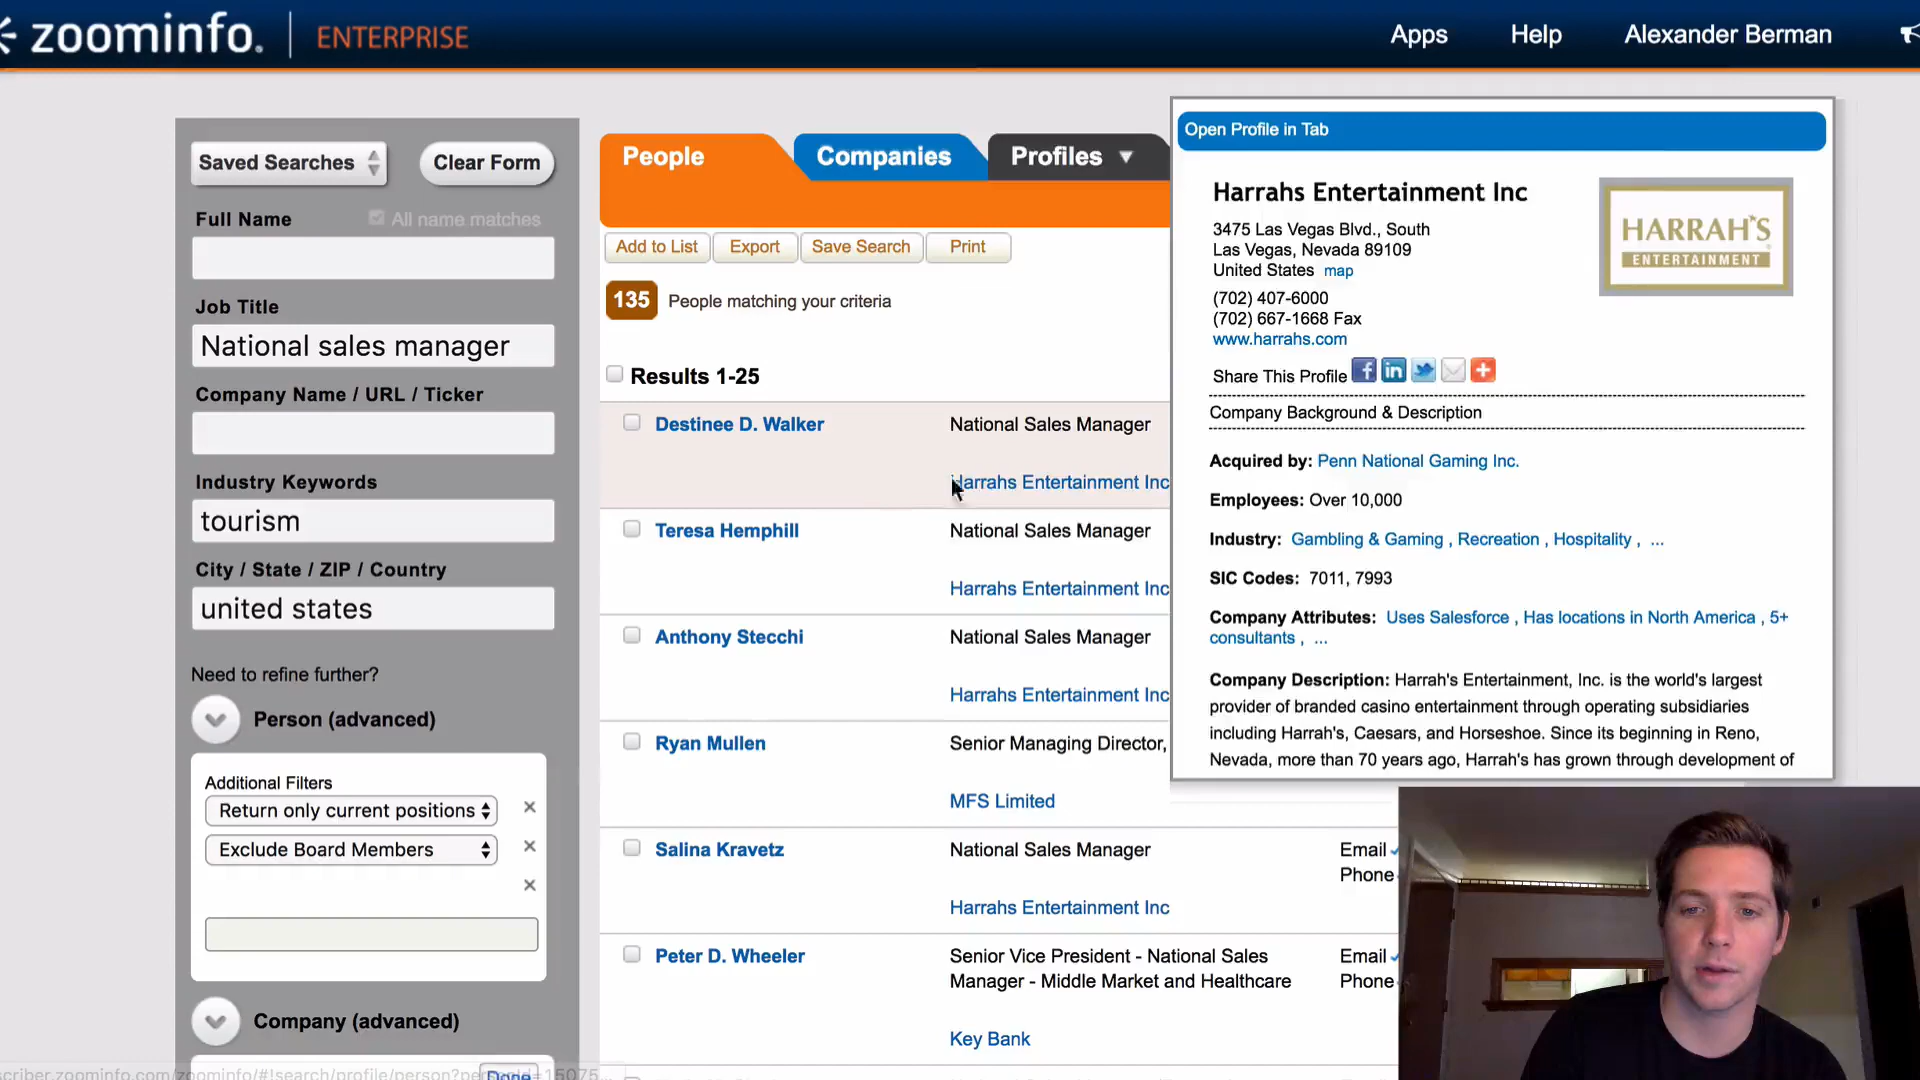 zoominfo. ENTERPRISE
Apps Help Alexander Berman
Saved Searches
Clear Form
Full Name
All name matches
Job Title
National sales manager
Company Name / URL / Ticker
Industry Keywords
tourism
City / State / ZIP / Country
united states
Need to refine further?
Person (advanced)
Additional Filters
Return only current positions
Exclude Board Members
Company (advanced)
Done
People
Companies
Profiles
Add to List Export Save Search Print
135 People matching your criteria
Results 1-25
Destinee D. Walker National Sales Manager
Harrahs Entertainment Inc
Teresa Hemphill National Sales Manager
Harrahs Entertainment Inc
Anthony Stecchi National Sales Manager
Harrahs Entertainment Inc
Ryan Mullen Senior Managing Director,
MFS Limited
Salina Kravetz National Sales Manager Email
Phone
Harrahs Entertainment Inc
Peter D. Wheeler Senior Vice President - National Sales Email
Manager - Middle Market and Healthcare Phone
Key Bank
Open Profile in Tab
Harrahs Entertainment Inc
HARRAH'S
ENTERTAINMENT
3475 Las Vegas Blvd., South
Las Vegas, Nevada 89109
United States map
(702) 407-6000
(702) 667-1668 Fax
www.harrahs.com
Share This Profile
Company Background & Description
Acquired by: Penn National Gaming Inc.
Employees: Over 10,000
Industry: Gambling & Gaming , Recreation , Hospitality , ...
SIC Codes: 7011, 7993
Company Attributes: Uses Salesforce , Has locations in North America , 5+
consultants , ...
Company Description: Harrah's Entertainment, Inc. is the world's largest
provider of branded casino entertainment through operating subsidiaries
including Harrah's, Caesars, and Horseshoe. Since its beginning in Reno,
Nevada, more than 70 years ago, Harrah's has grown through development of